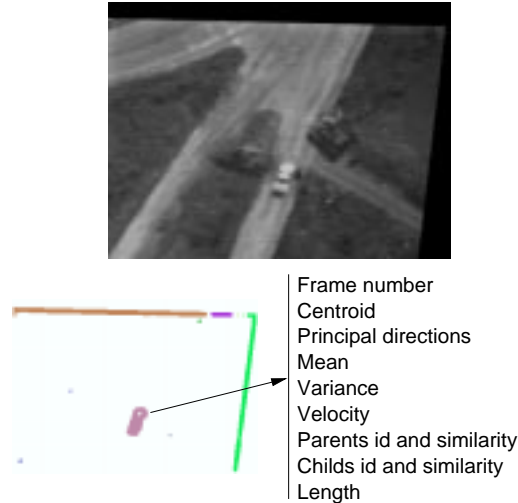 Frame number
Centroid
Principal directions
Mean
Variance
Velocity
Parents id and similarity
Childs id and similarity
Length